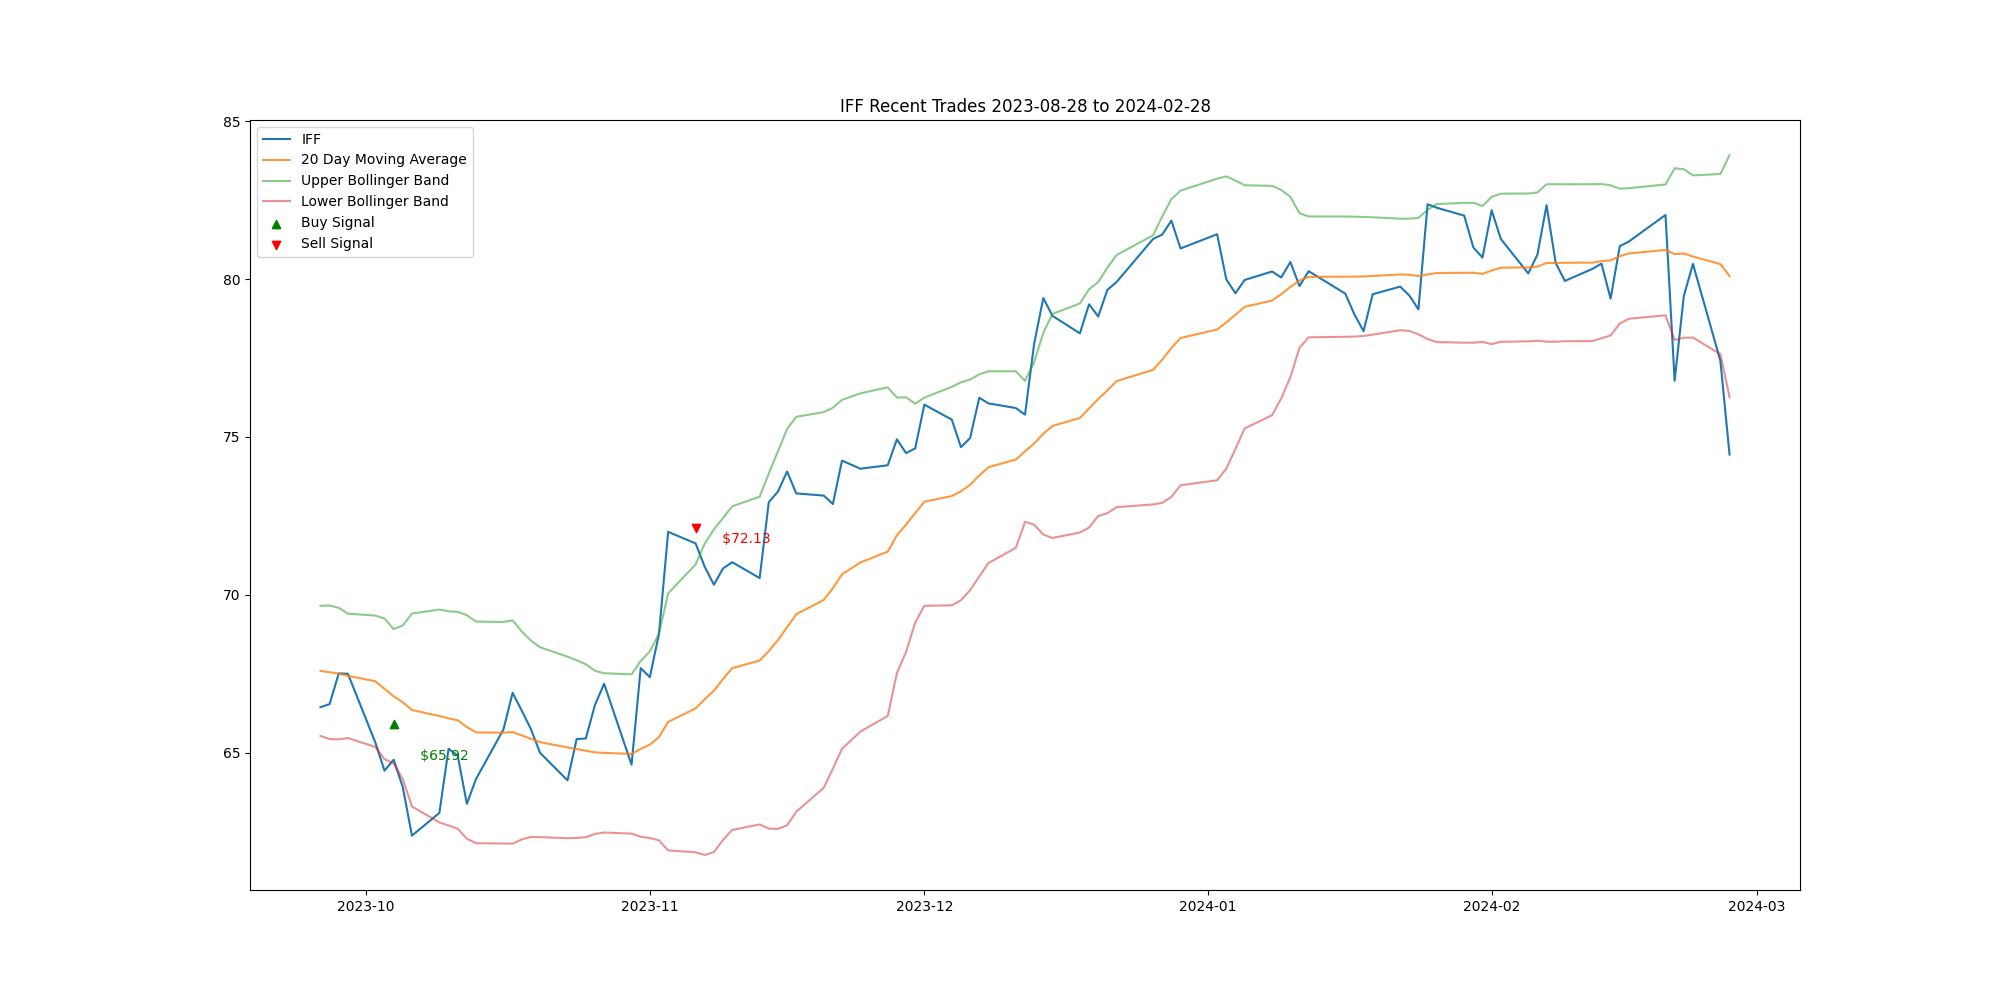 IFF Recent Trades 2023-08-28 to 2024-02-28
85
80
75
70
65
IFF
20 Day Moving Average
Upper Bollinger Band
Lower Bollinger Band
Buy Signal
Sell Signal
$72.13
$65.92
2023-10
2023-11
2023-12
2024-01
2024-02
2024-03